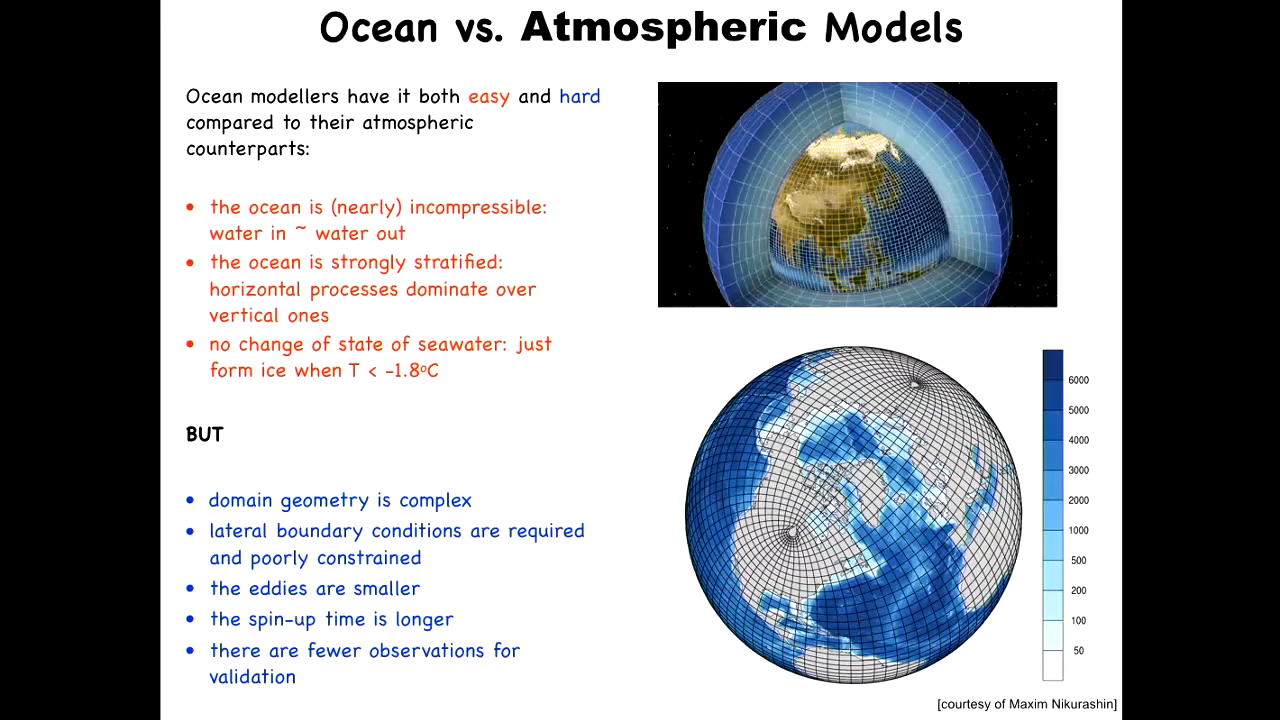 Ocean vs. Atmospheric Models
Ocean modellers have it both easy and hard
compared to their atmospheric
counterparts:
• the ocean is (nearly) incompressible:
water in ~ water out
• the ocean is strongly stratified:
horizontal processes dominate over
vertical ones
• no change of state of seawater: just
form ice when T < -1.8°C
BUT
• domain geometry is complex
• lateral boundary conditions are required
and poorly constrained
• the eddies are smaller
• the spin-up time is longer
• there are fewer observations for
validation
6000
5000
4000
3000
2000
1000
500
200
100
50
[courtesy of Maxim Nikurashin]